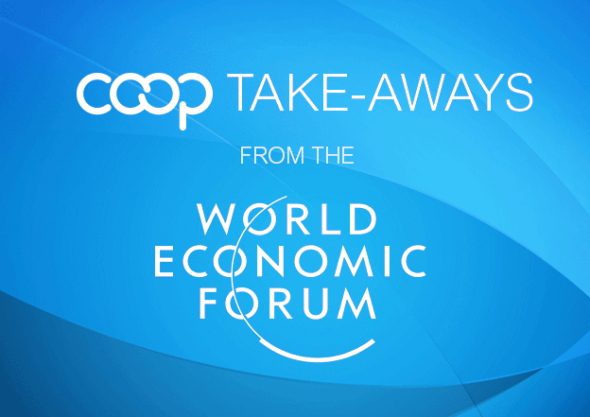 coop TAKE-AWAYS
FROM THE
WORLD
ECONOMIC
FORUM